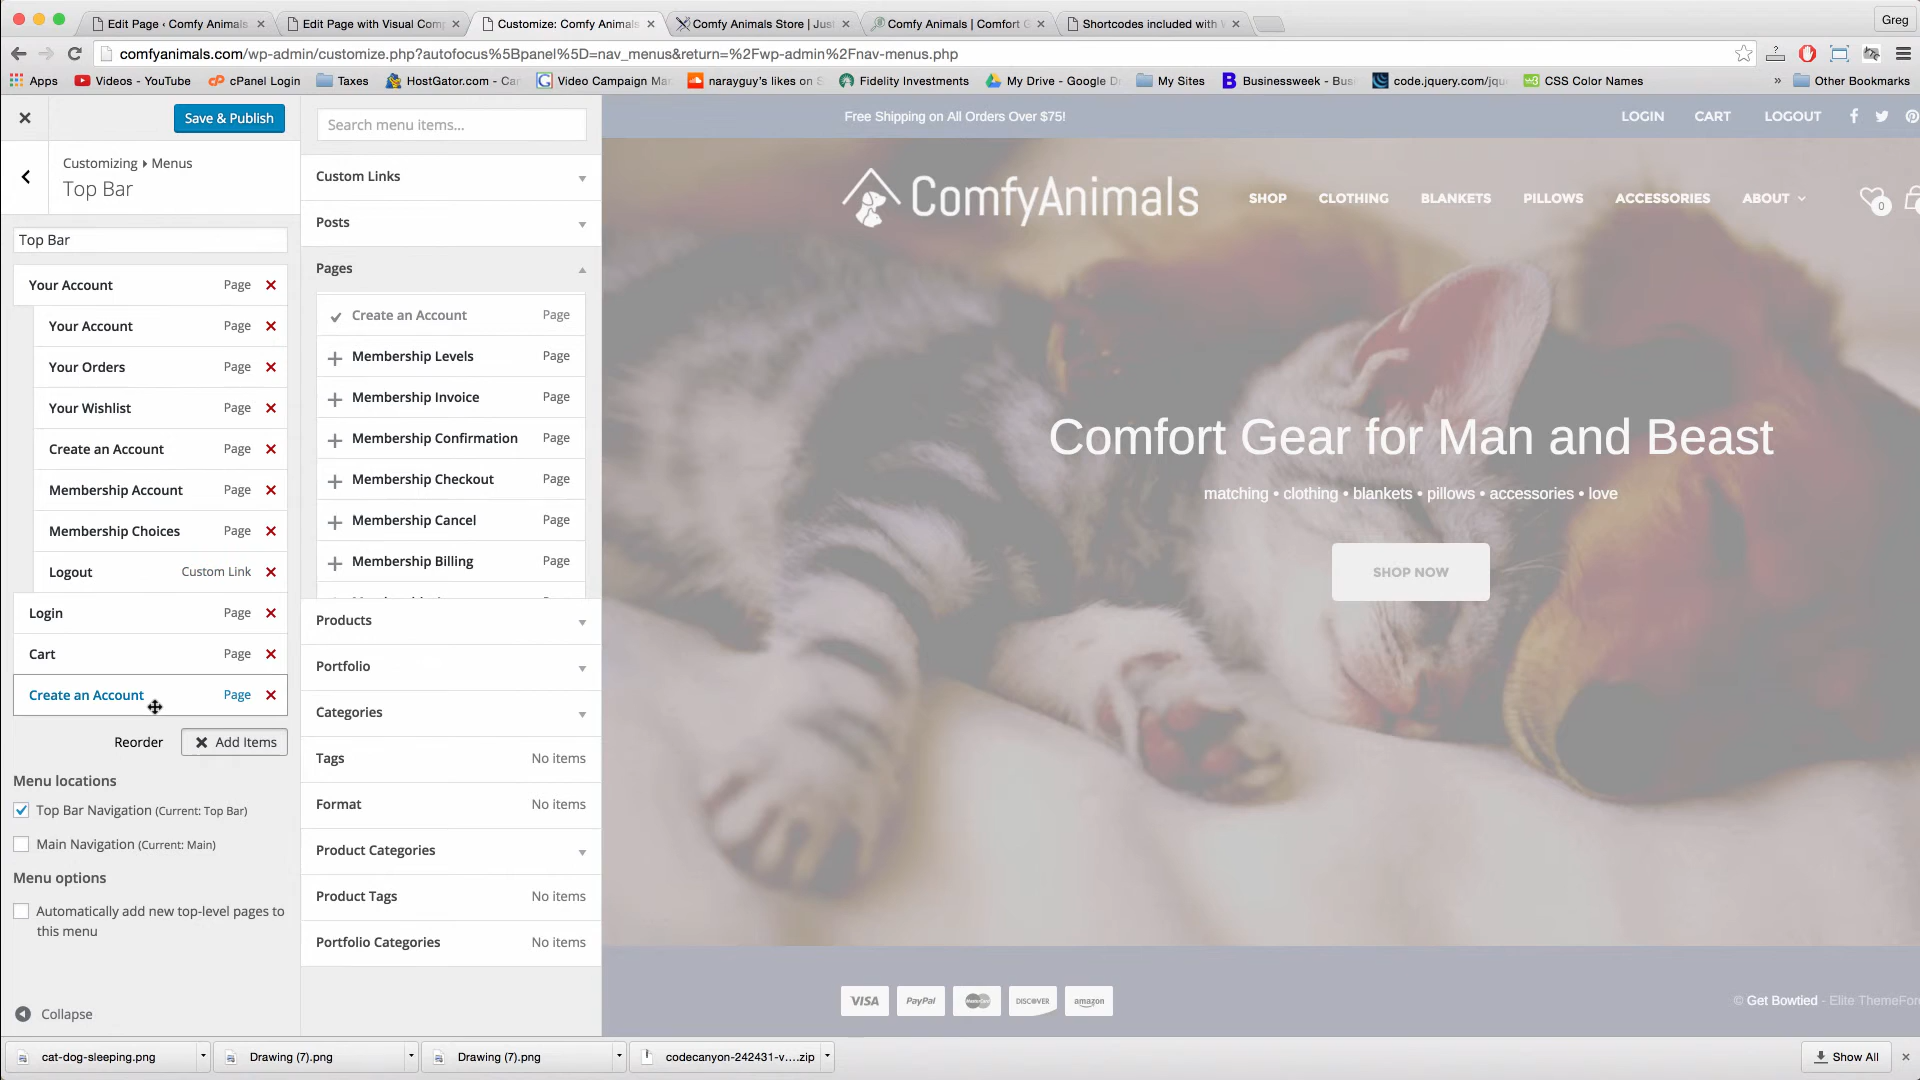 Edit Page ‹ Comfy Animals
Edit Page with Visual Com
Customize: Comfy Animals
Comfy Animals Store | Jus
Comfy Animals | Comfort G
Shortcodes included with
Greg
comfyanimals.com/wp-admin/customize.php?autofocus%5Bpanel%5D=nav_menus&return=%2Fwp-admin%2Fnav-menus.php
Apps
Videos - YouTube
cPanel Login
Taxes
HostGator.com - Ca
Video Campaign Ma
narayguy's likes on S
Fidelity Investments
My Drive - Google D
My Sites
Businessweek - Bus
code.jquery.com/jqu
CSS Color Names
»
Other Bookmarks
Save & Publish
Customizing ▸ Menus
Top Bar
Top Bar
Your Account Page
Your Account Page
Your Orders Page
Your Wishlist Page
Create an Account Page
Membership Account Page
Membership Choices Page
Logout Custom Link
Login Page
Cart Page
Create an Account Page
Reorder
Add Items
Menu locations
Top Bar Navigation (Current: Top Bar)
Main Navigation (Current: Main)
Menu options
Automatically add new top-level pages to
this menu
Collapse
Search menu items...
Custom Links
Posts
Pages
Create an Account Page
Membership Levels Page
Membership Invoice Page
Membership Confirmation Page
Membership Checkout Page
Membership Cancel Page
Membership Billing Page
Products
Portfolio
Categories
Tags No items
Format No items
Product Categories
Product Tags No items
Portfolio Categories No items
Free Shipping on All Orders Over $75!
LOGIN CART LOGOUT
ComfyAnimals
SHOP CLOTHING BLANKETS PILLOWS ACCESSORIES ABOUT
0
Comfort Gear for Man and Beast
matching • clothing • blankets • pillows • accessories • love
SHOP NOW
VISA PayPal MasterCard DISCOVER amazon
© Get Bowtied - Elite ThemeFor
cat-dog-sleeping.png
Drawing (7).png
Drawing (7).png
codecanyon-242431-v....zip
Show All